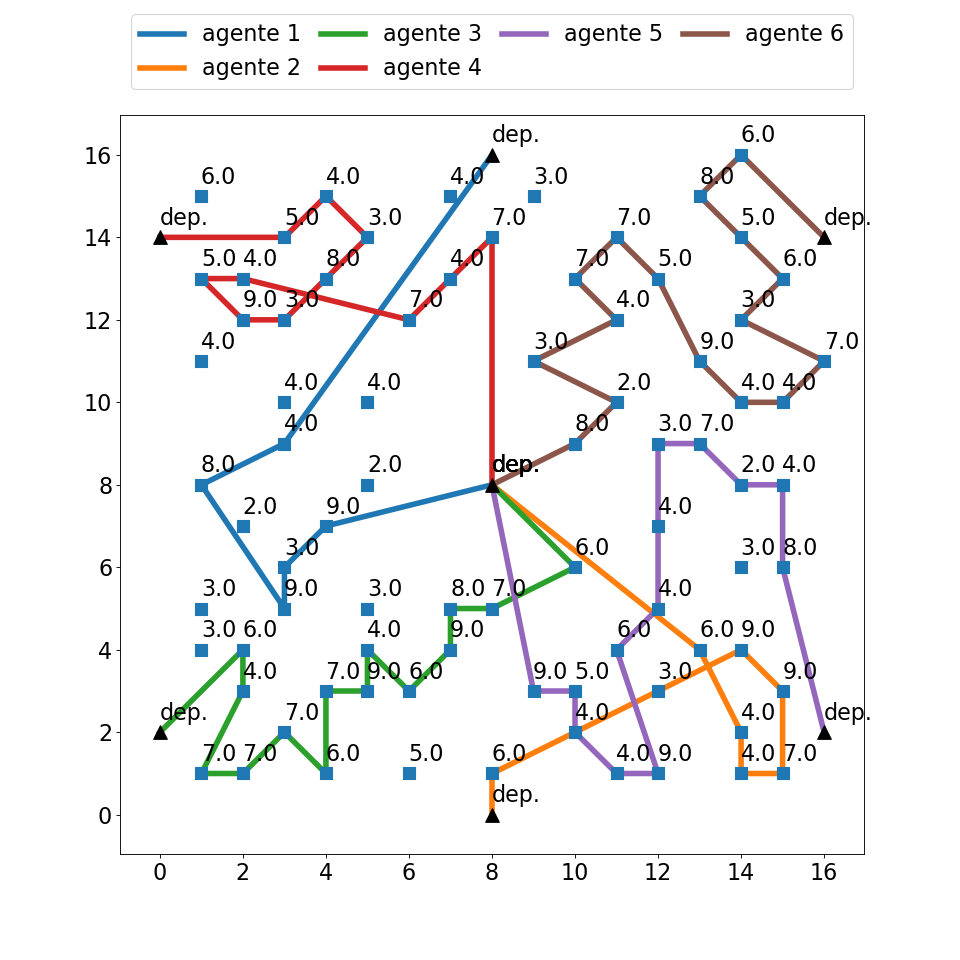 agente 1 agente 3 agente 5 agente 6
agente 2 agente 4
dep. 6.0
6.0 4.0 4.0 3.0 8.0
dep. 5.0 3.0 7.0 7.0 5.0 dep.
5.0 4.0 8.0 4.0 7.0 5.0 6.0
9.0 3.0 7.0 4.0 3.0
4.0 3.0 9.0 7.0
4.0 4.0 2.0 4.0 4.0
4.0 8.0 3.0 7.0
8.0 2.0 dep. 2.0 4.0
2.0 9.0 4.0
3.0 6.0 3.0 8.0
3.0 9.0 3.0 8.0 7.0 4.0
3.0 6.0 4.0 9.0 6.0 6.0 9.0
4.0 7.0 9.0 6.0 9.0 5.0 3.0 9.0
dep. 7.0 4.0 4.0 dep.
7.0 7.0 6.0 5.0 6.0 4.0 9.0 4.0 7.0
dep.
16
14
12
10
8
6
4
2
0
0 2 4 6 8 10 12 14 16